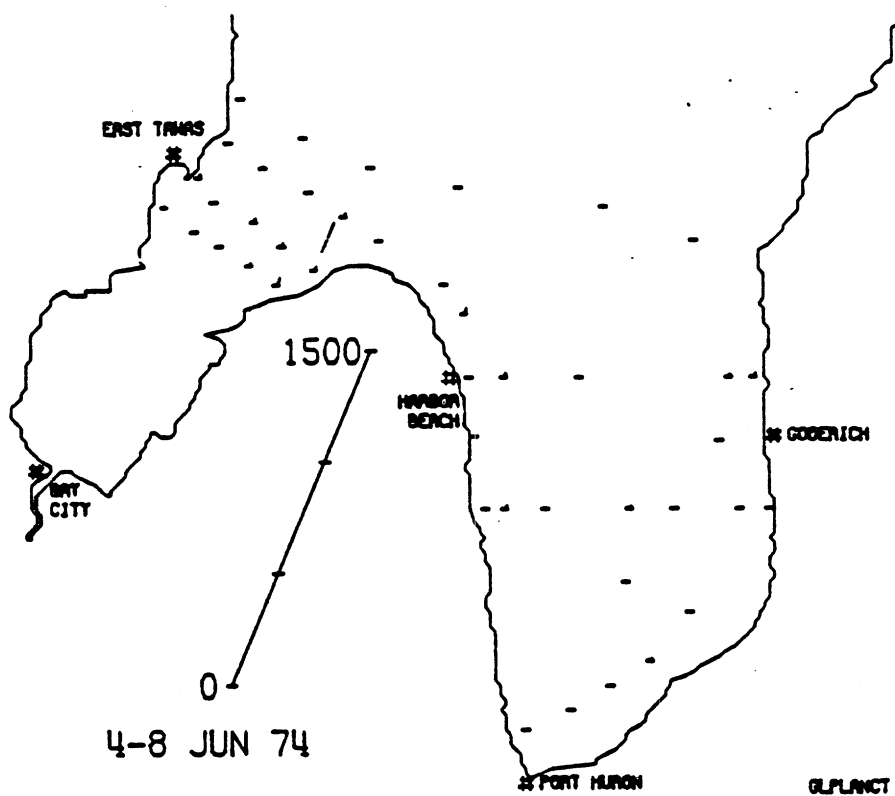 EAST TAWAS
1500
HARBOR
BEACH
GODERICH
BAY
CITY
0
4-8 JUN 74
PORT HURON
GLPLANCT